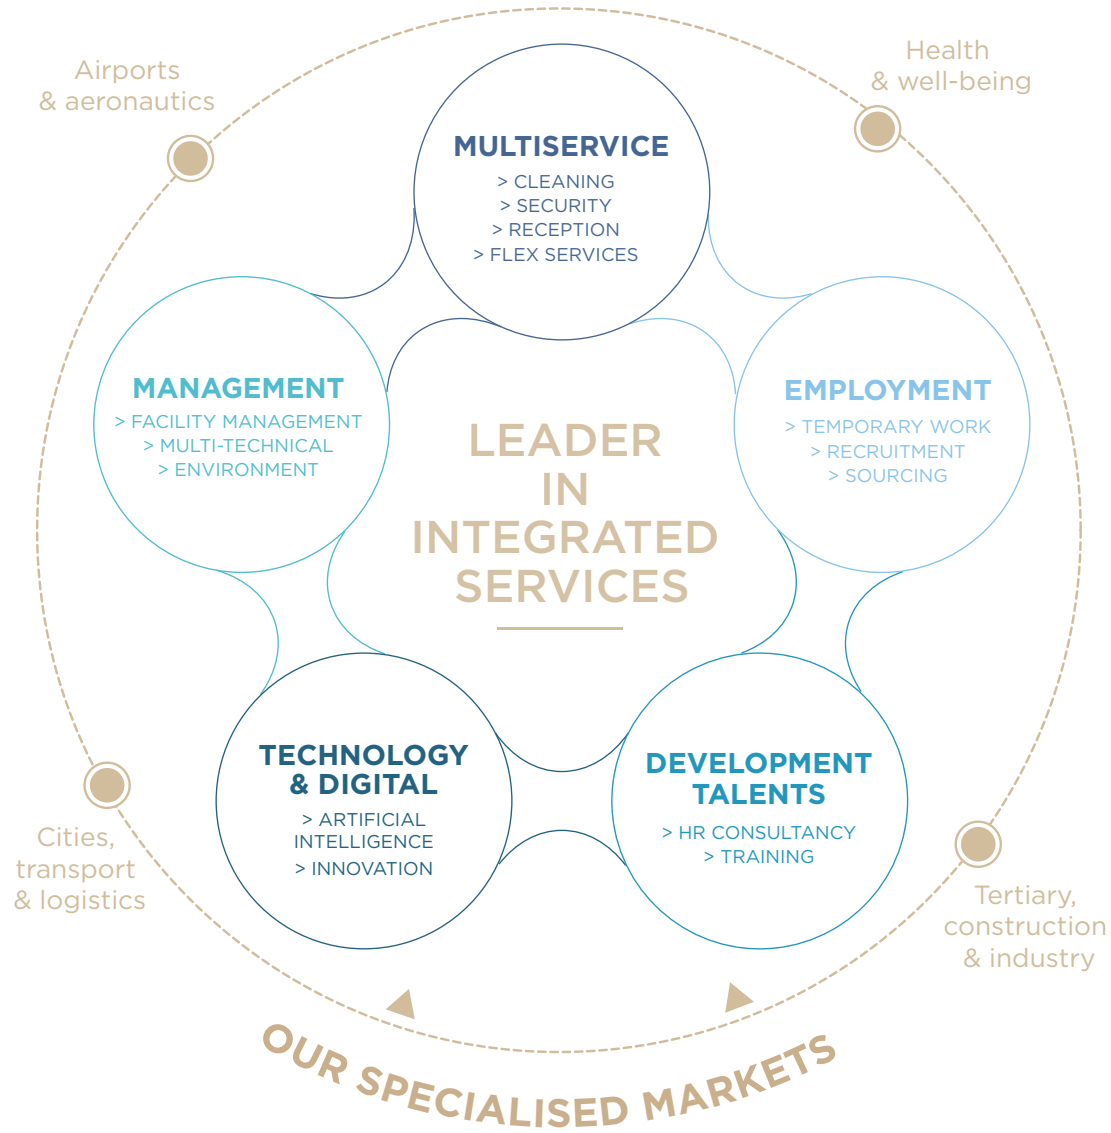 Airports
& aeronautics
Health
& well-being
MULTISERVICE
> CLEANING
> SECURITY
> RECEPTION
> FLEX SERVICES
MANAGEMENT
> FACILITY MANAGEMENT
> MULTI-TECHNICAL
> ENVIRONMENT
EMPLOYMENT
> TEMPORARY WORK
> RECRUITMENT
> SOURCING
LEADER
IN
INTEGRATED
SERVICES
TECHNOLOGY
& DIGITAL
> ARTIFICIAL
INTELLIGENCE
> INNOVATION
DEVELOPMENT
TALENTS
> HR CONSULTANCY
> TRAINING
Cities,
transport
& logistics
Tertiary,
construction
& industry
OUR SPECIALISED MARKETS